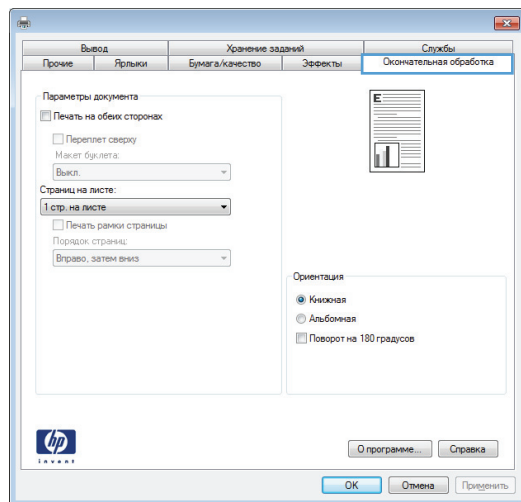 Вывод
Хранение заданий
Службы
Прочие
Ярлыки
Бумага/качество
Эффекты
Окончательная обработка
Параметры документа
Печать на обеих сторонах
Переплет сверху
Макет буклета:
Выкл.
Страниц на листе:
1 стр. на листе
Печать рамки страницы
Порядок страниц:
Вправо, затем вниз
E
Ориентация
Книжная
Альбомная
Поворот на 180 градусов
hp
invent
О программе...
Справка
OK
Отмена
Применить